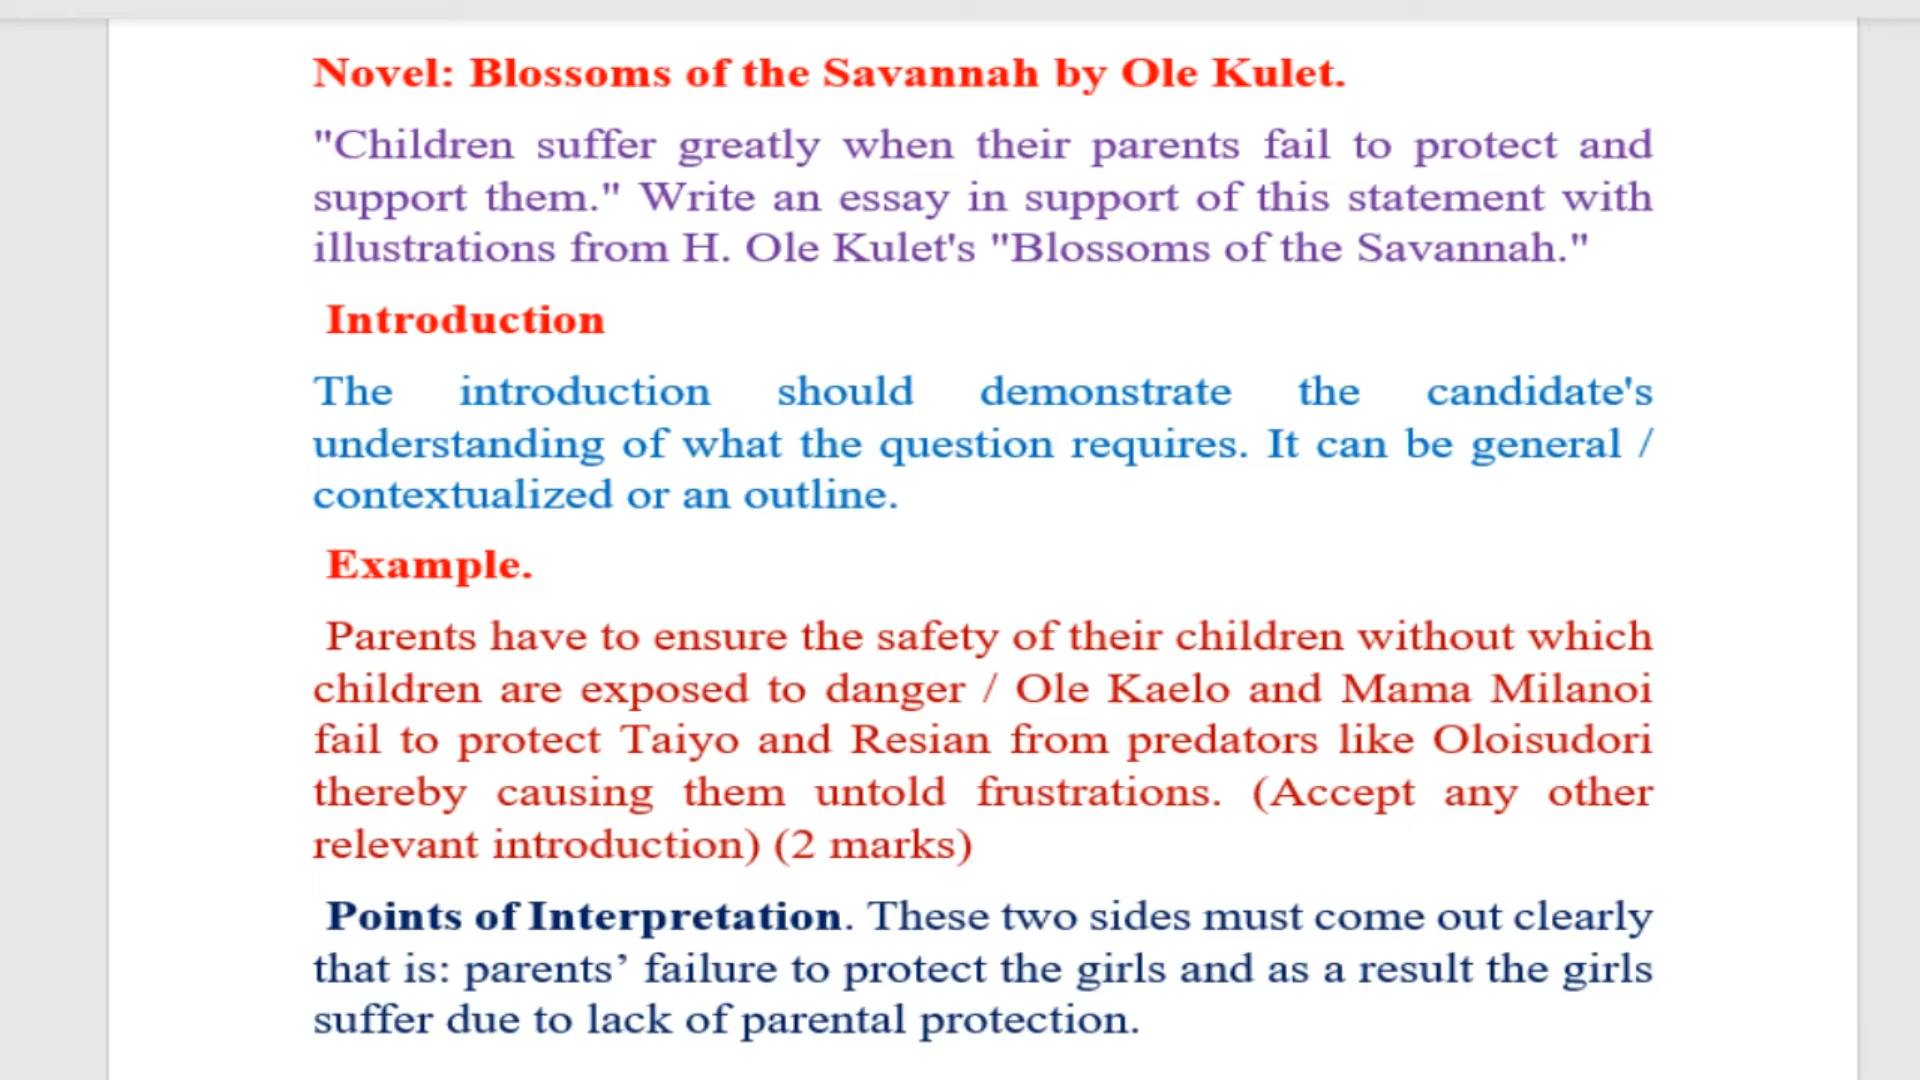 Novel: Blossoms of the Savannah by Ole Kulet.
"Children suffer greatly when their parents fail to protect and
support them." Write an essay in support of this statement with
illustrations from H. Ole Kulet's "Blossoms of the Savannah."
Introduction
The introduction should demonstrate the candidate's
understanding of what the question requires. It can be general /
contextualized or an outline.
Example.
Parents have to ensure the safety of their children without which
children are exposed to danger / Ole Kaelo and Mama Milanoi
fail to protect Taiyo and Resian from predators like Oloisudori
thereby causing them untold frustrations. (Accept any other
relevant introduction) (2 marks)
Points of Interpretation. These two sides must come out clearly
that is: parents’ failure to protect the girls and as a result the girls
suffer due to lack of parental protection.